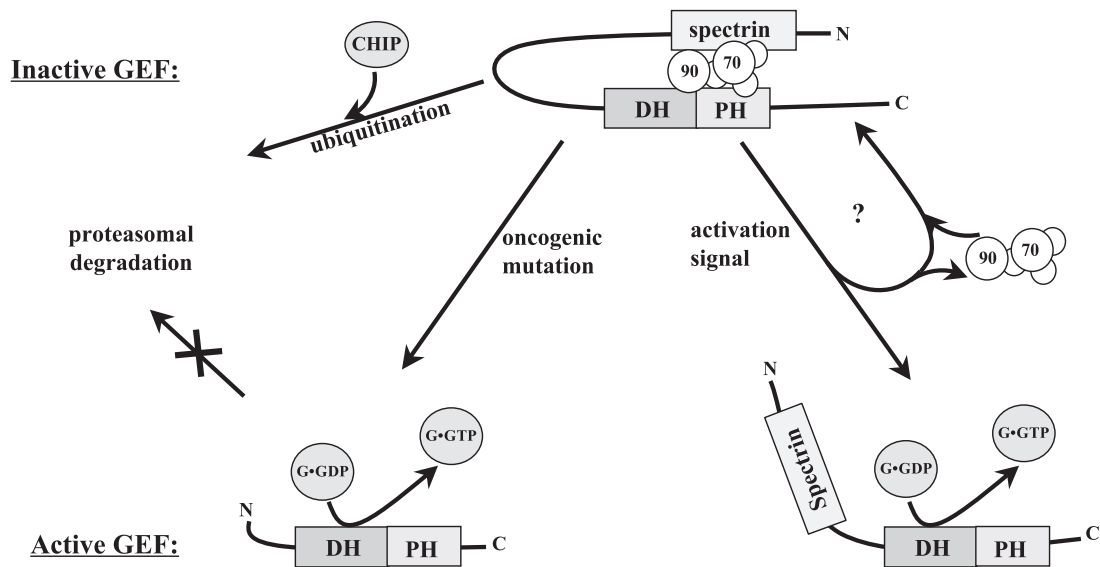 spectrin
N
CHIP
Inactive GEF:
90
70
DH
PH
C
ubiquitination
proteasomal
degradation
oncogenic
mutation
activation
signal
?
90
70
N
G•GTP
G•GDP
N
DH
PH
C
Active GEF:
Spectrin
G•GTP
G•GDP
DH
PH
C